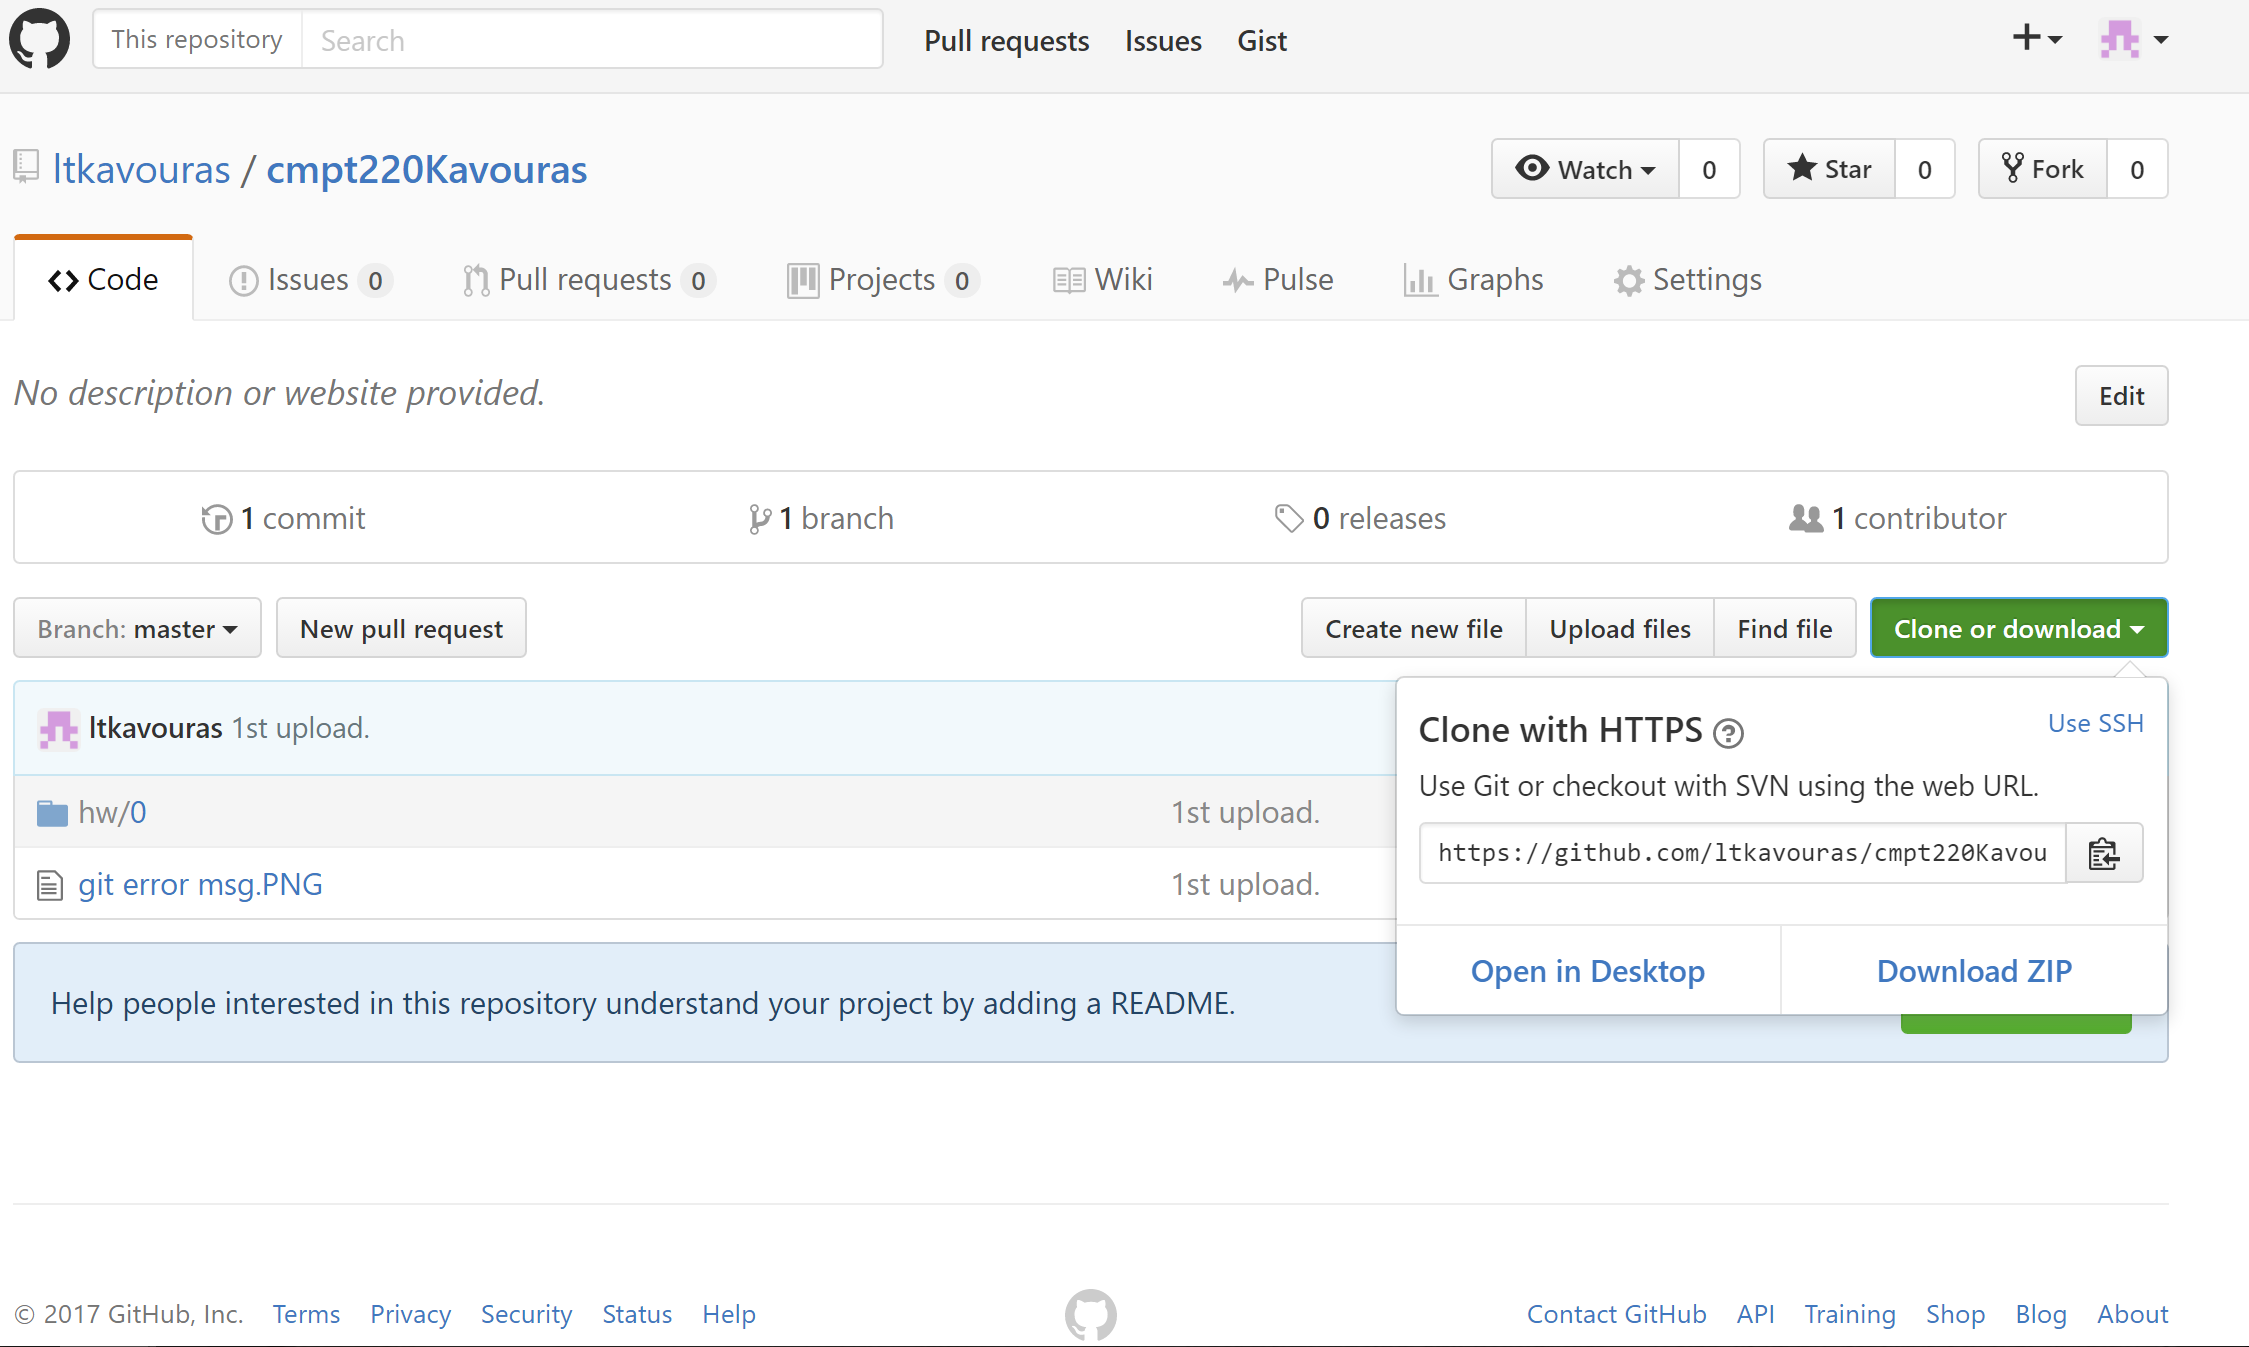 This repository Search Pull requests Issues Gist
ltkavouras / cmpt220Kavouras
Watch 0 Star 0 Fork 0
Code Issues 0 Pull requests 0 Projects 0 Wiki Pulse Graphs Settings
No description or website provided.
Edit
1 commit 1 branch 0 releases 1 contributor
Branch: master New pull request Create new file Upload files Find file Clone or download
ltkavouras 1st upload.
hw/0 1st upload.
git error msg.PNG 1st upload.
Clone with HTTPS ? Use SSH
Use Git or checkout with SVN using the web URL.
https://github.com/ltkavouras/cmpt220Kavou
Open in Desktop Download ZIP
Help people interested in this repository understand your project by adding a README.
© 2017 GitHub, Inc. Terms Privacy Security Status Help Contact GitHub API Training Shop Blog About